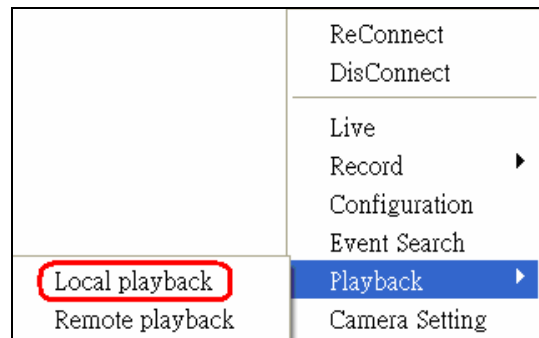 ReConnect
DisConnect
Live
Record
Configuration
Event Search
Playback
Local playback
Remote playback
Camera Setting